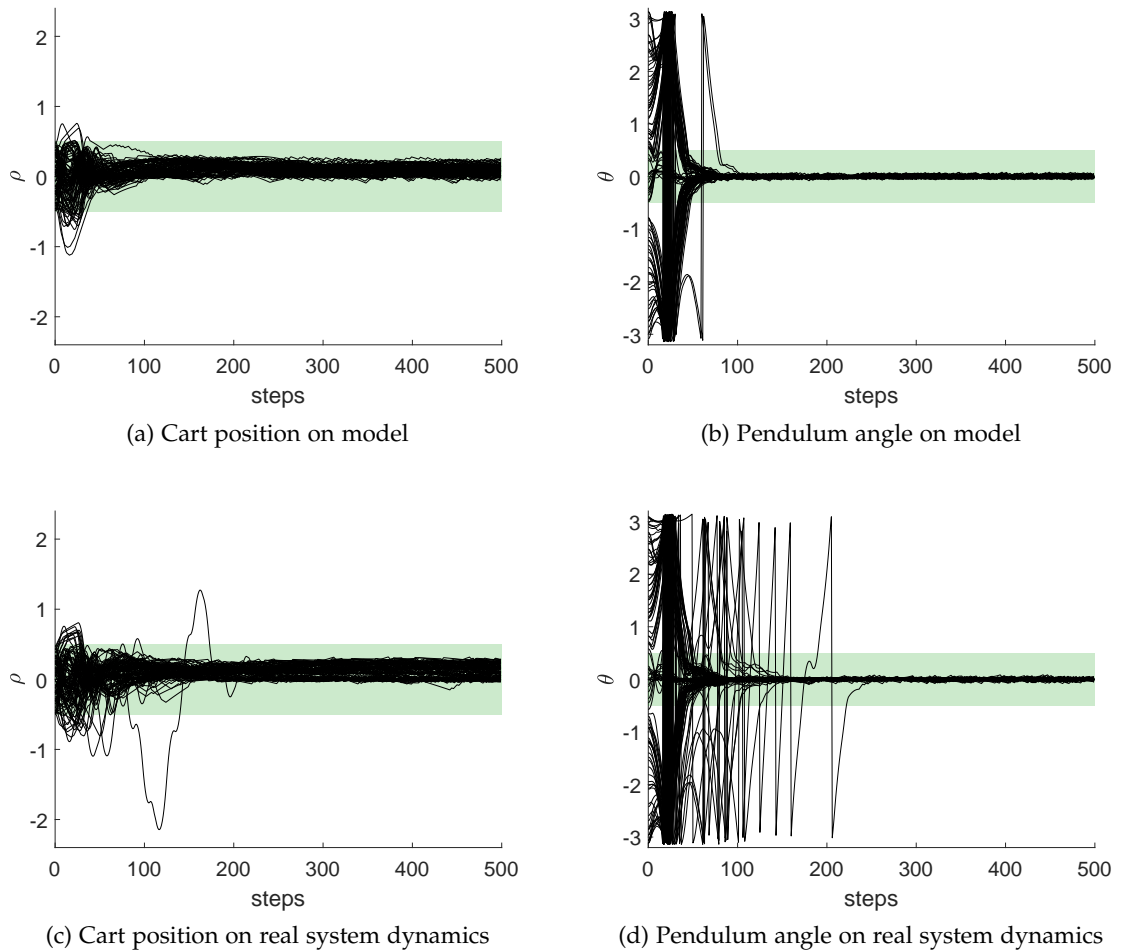 2
1
0
-1
-2
ρ
0 100 200 300 400 500
steps
(a) Cart position on model
3
2
1
0
-1
-2
-3
θ
0 100 200 300 400 500
steps
(b) Pendulum angle on model
2
1
0
-1
-2
ρ
0 100 200 300 400 500
steps
(c) Cart position on real system dynamics
3
2
1
0
-1
-2
-3
θ
0 100 200 300 400 500
steps
(d) Pendulum angle on real system dynamics